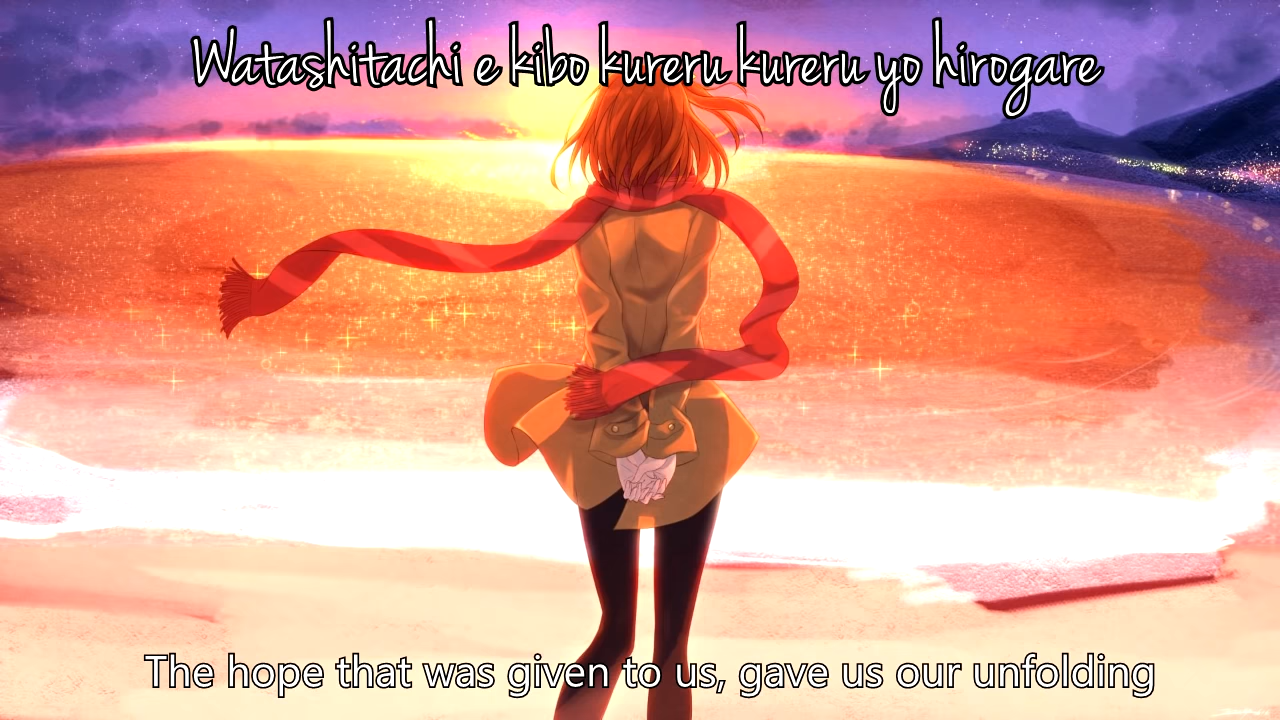 Watashitachi e kibo kureru kureru yo hirogare
The hope that was given to us, gave us our unfolding